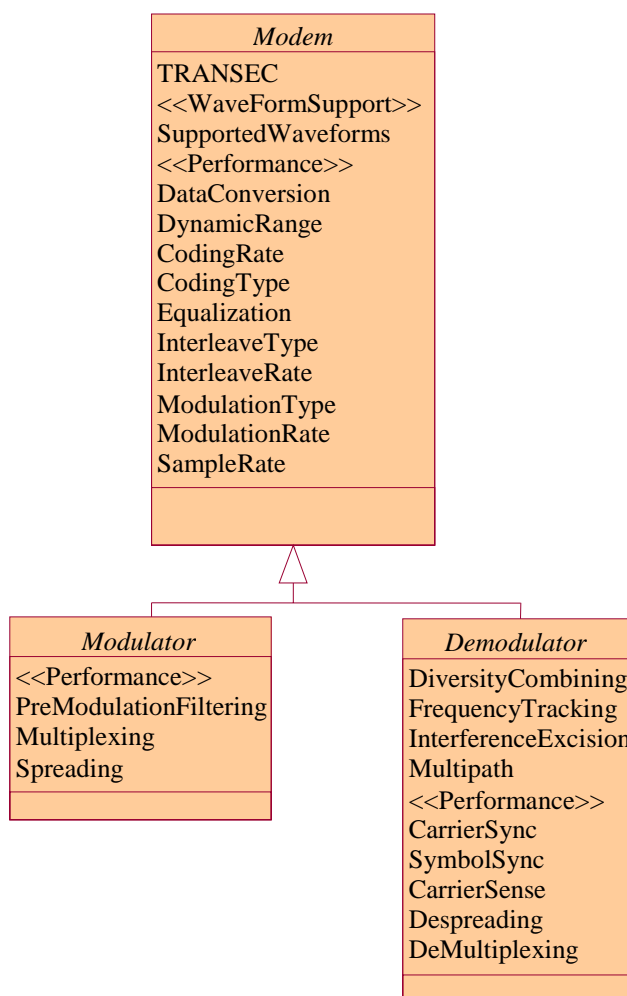 Modem
TRANSEC
<<WaveFormSupport>>
SupportedWaveforms
<<Performance>>
DataConversion
DynamicRange
CodingRate
CodingType
Equalization
InterleaveType
InterleaveRate
ModulationType
ModulationRate
SampleRate
Modulator
<<Performance>>
PreModulationFiltering
Multiplexing
Spreading
Demodulator
DiversityCombining
FrequencyTracking
InterferenceExcision
Multipath
<<Performance>>
CarrierSync
SymbolSync
CarrierSense
Despreading
DeMultiplexing